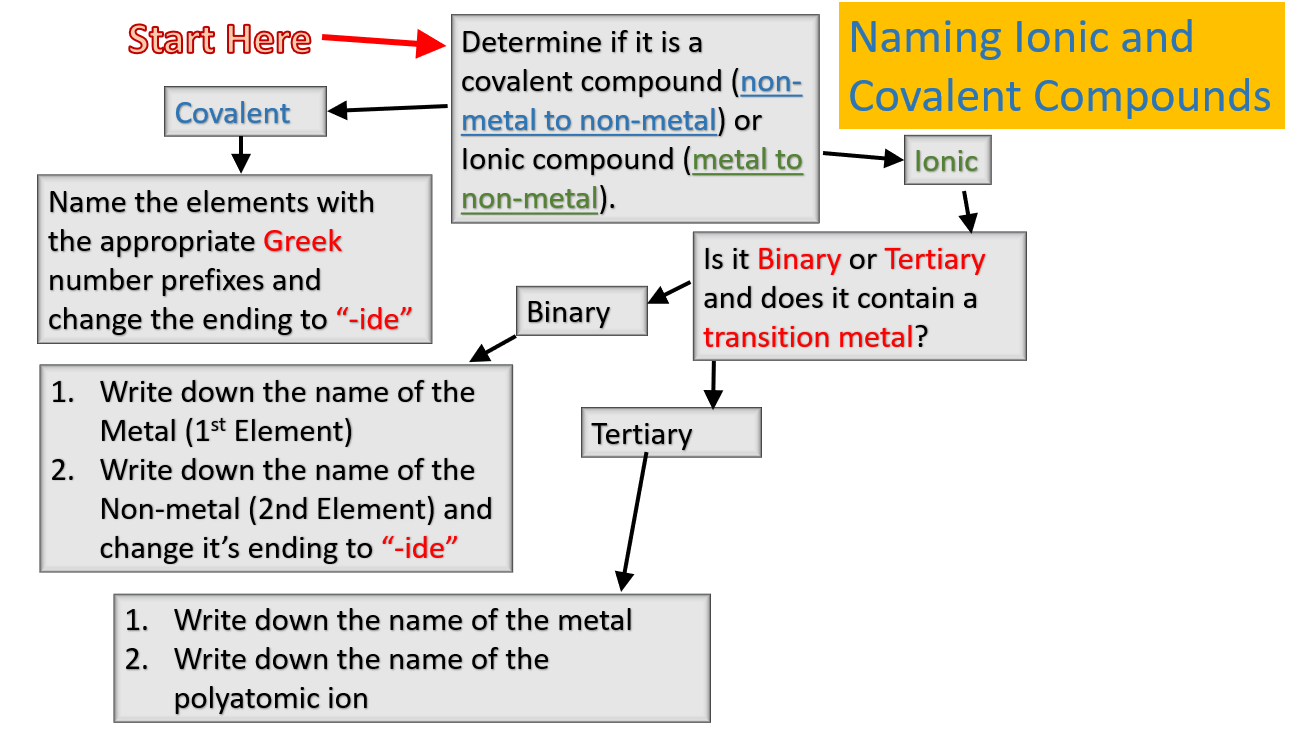 Start Here
Determine if it is a
covalent compound (non-
metal to non-metal) or
Ionic compound (metal to
non-metal).
Naming Ionic and
Covalent Compounds
Covalent
Ionic
Name the elements with
the appropriate Greek
number prefixes and
change the ending to “-ide”
Is it Binary or Tertiary
and does it contain a
transition metal?
Binary
1. Write down the name of the
Metal (1st Element)
2. Write down the name of the
Non-metal (2nd Element) and
change it’s ending to “-ide”
Tertiary
1. Write down the name of the metal
2. Write down the name of the
polyatomic ion